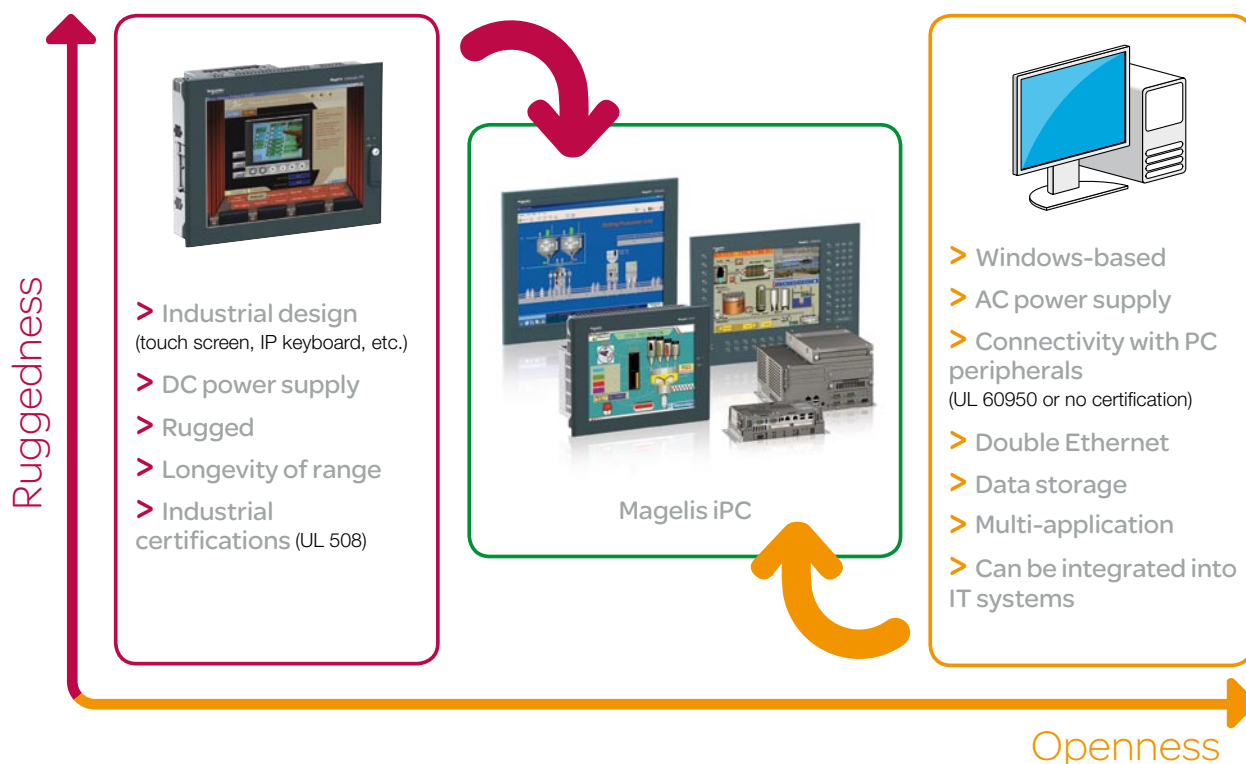 Ruggedness
> Industrial design
(touch screen, IP keyboard, etc.)
> DC power supply
> Rugged
> Longevity of range
> Industrial
certifications (UL 508)
Magelis iPC
> Windows-based
> AC power supply
> Connectivity with PC
peripherals
(UL 60950 or no certification)
> Double Ethernet
> Data storage
> Multi-application
> Can be integrated into
IT systems
Openness